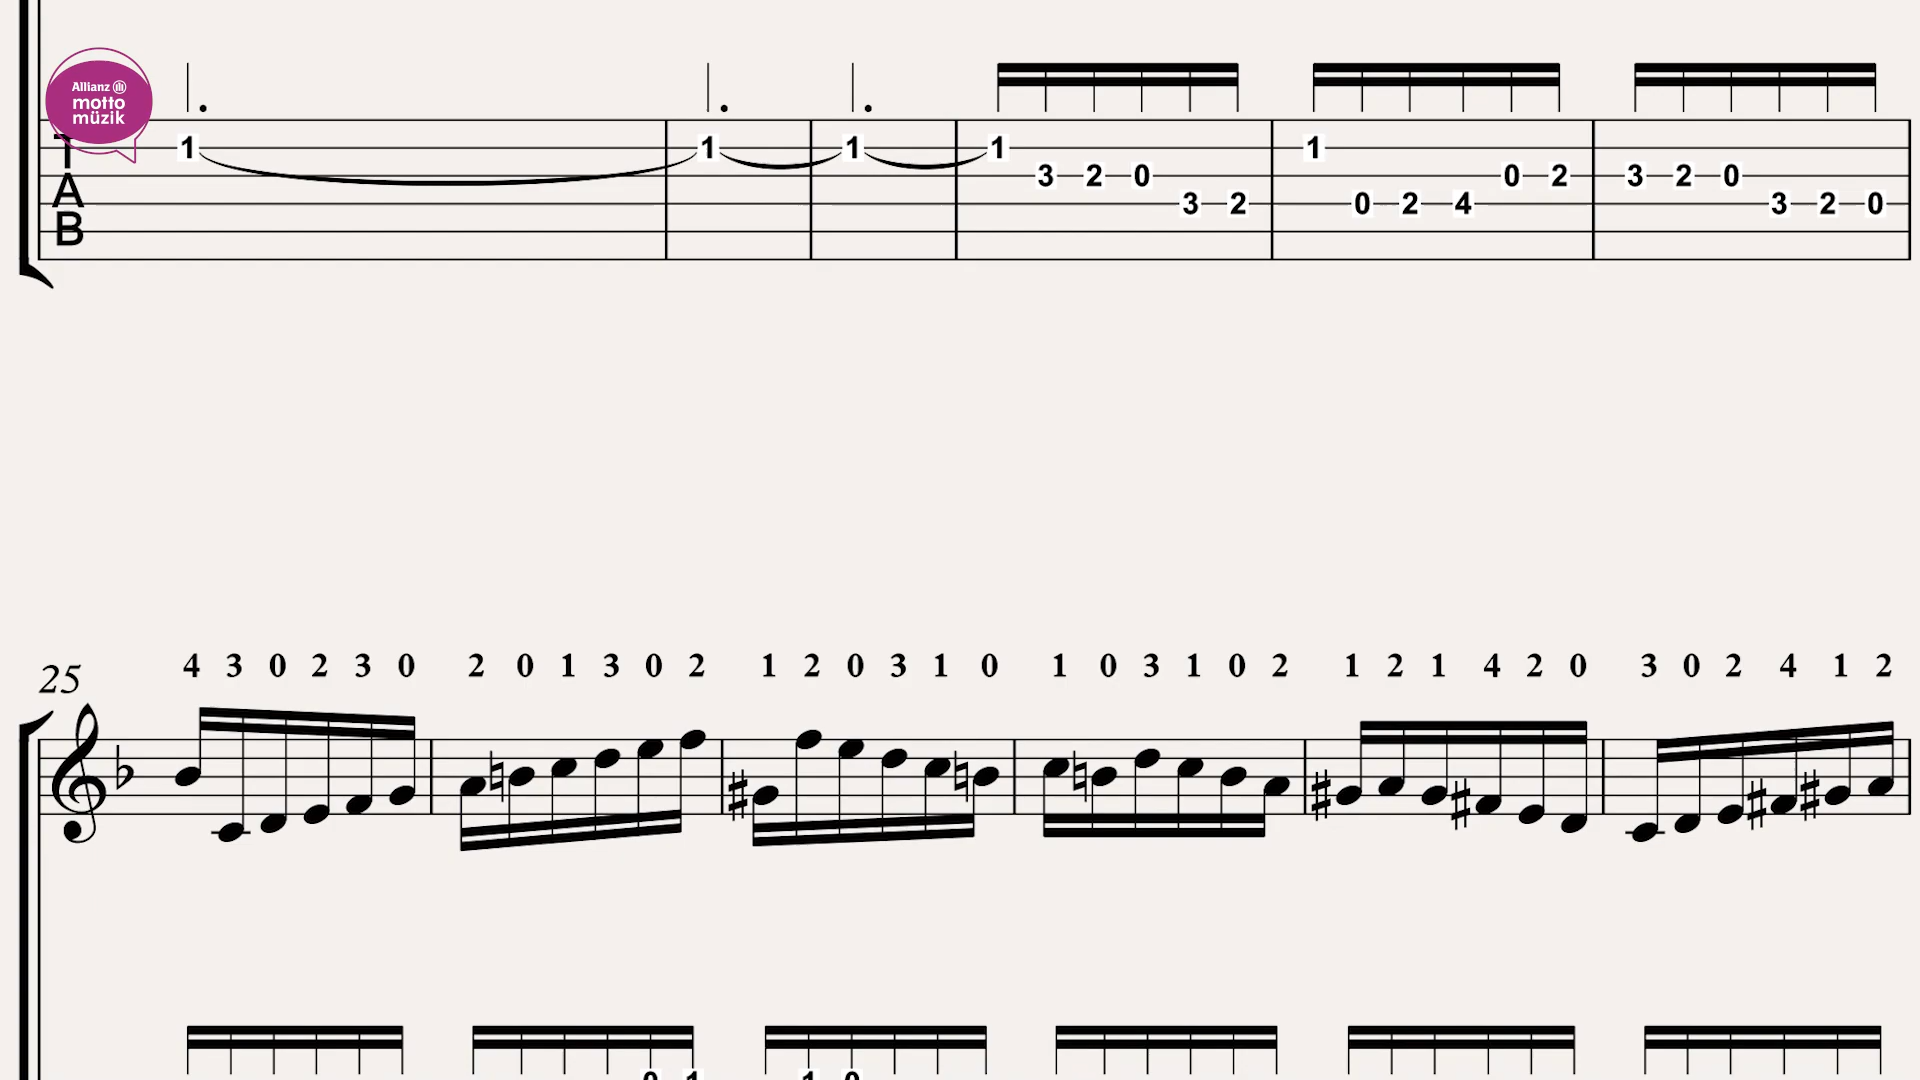 Allianz
motto
müzik
T
A
B
1 1 1 1 1
3 2 0 0 2 3 2 0
3 2 0 2 4 3 2 0
25
4 3 0 2 3 0 2 0 1 3 0 2 1 2 0 3 1 0 1 0 3 1 0 2 1 2 1 4 2 0 3 0 2 4 1 2